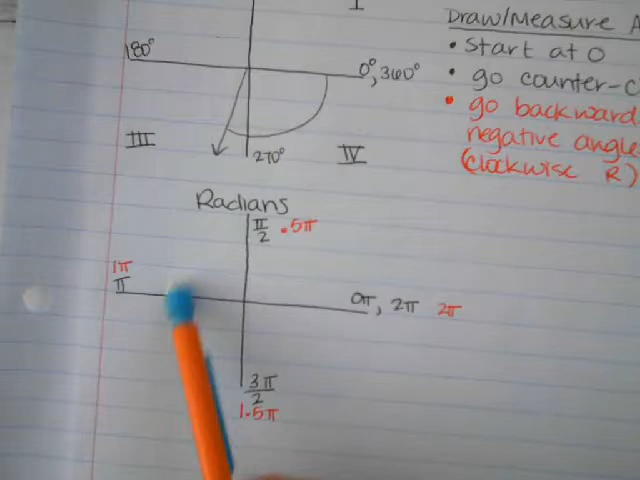 I
Draw/Measure
180°
• Start at 0
0°, 360°
• go counter-c
• go backward
negative angle
(clockwise R)
III
270°
IV
Radians
π/2 .5π
1π
π
0π, 2π 2π
3π/2
1.5π